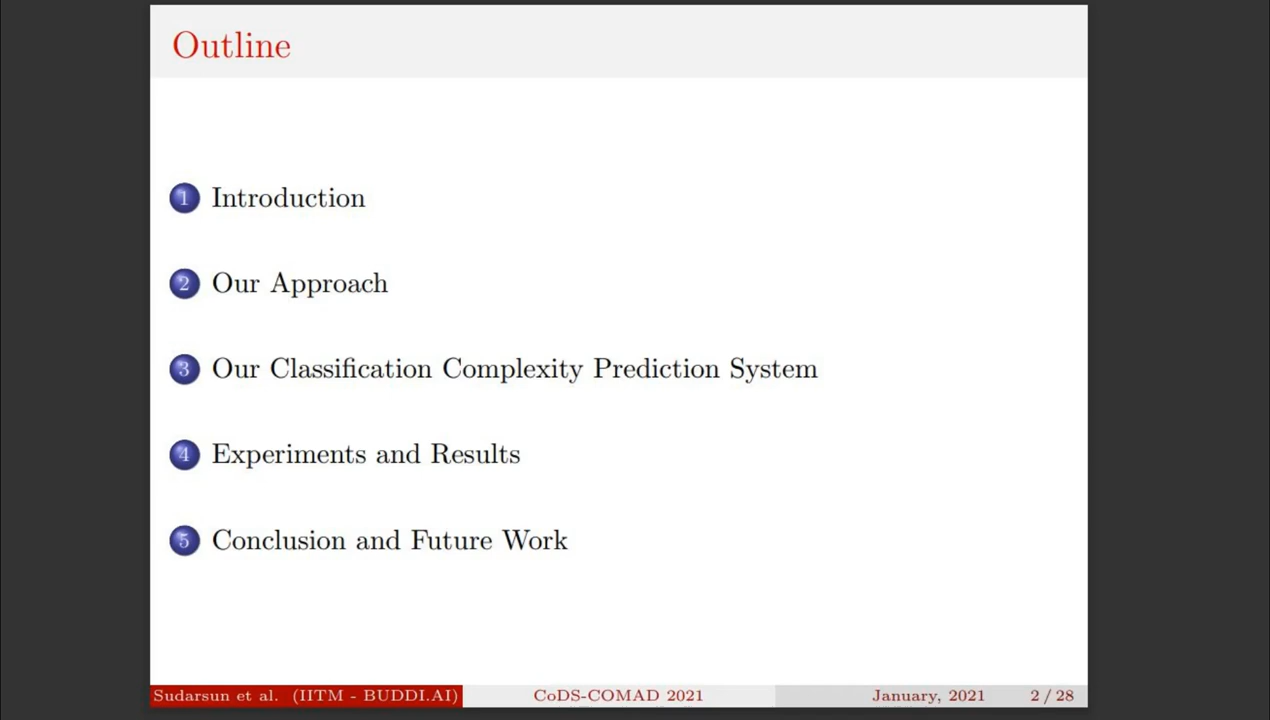 Outline
1 Introduction
2 Our Approach
3 Our Classification Complexity Prediction System
4 Experiments and Results
5 Conclusion and Future Work
Sudarsun et al. (IITM - BUDDI.AI) CoDS-COMAD 2021 January, 2021 2 / 28